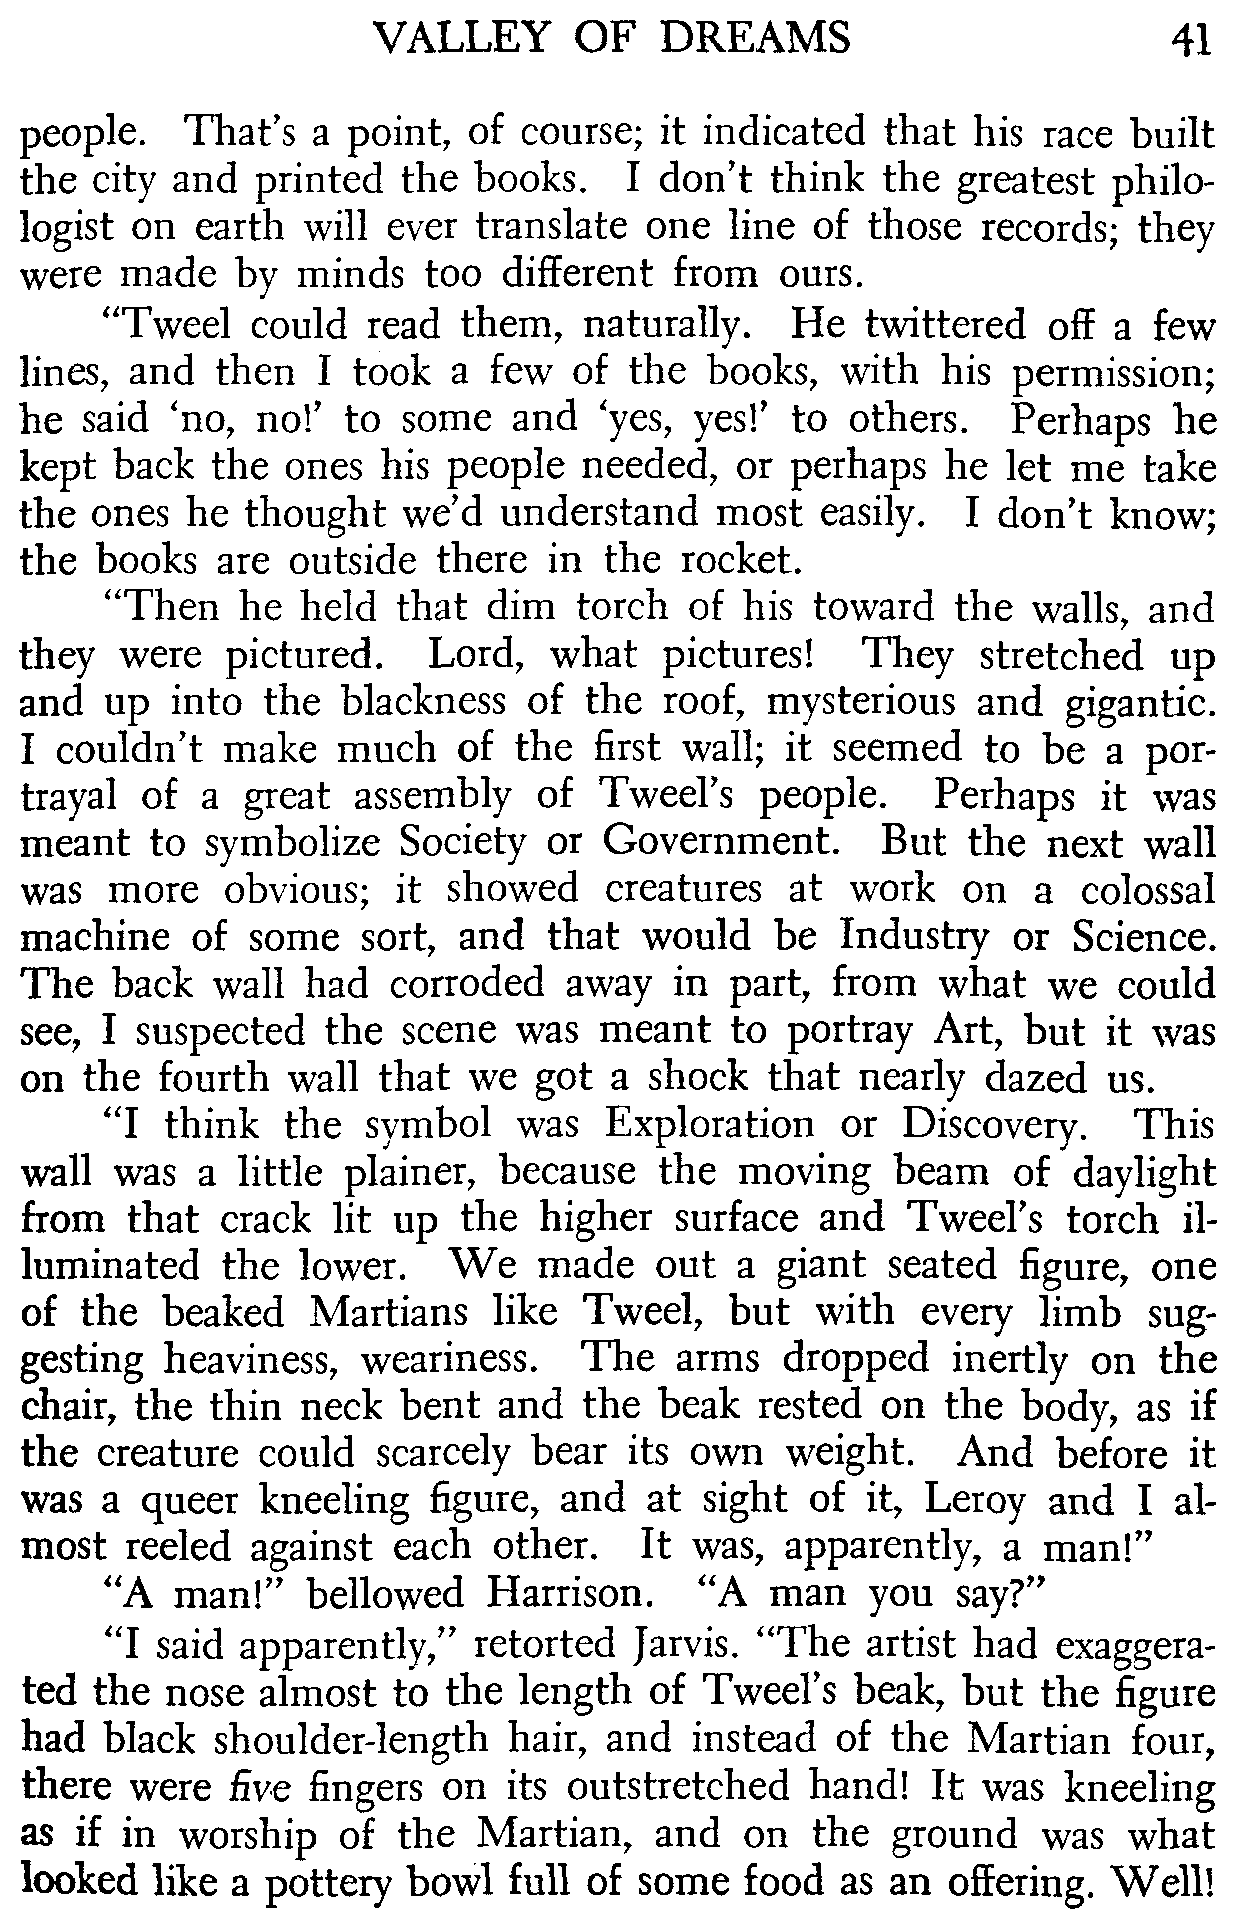 VALLEY OF DREAMS 41
people. That's a point, of course; it indicated that his race built
the city and printed the books. I don't think the greatest philo-
logist on earth will ever translate one line of those records; they
were made by minds too different from ours.
“Tweel could read them, naturally. He twittered off a few
lines, and then I took a few of the books, with his permission;
he said ‘no, no!’ to some and ‘yes, yes!’ to others. Perhaps he
kept back the ones his people needed, or perhaps he let me take
the ones he thought we'd understand most easily. I don't know;
the books are outside there in the rocket.
“Then he held that dim torch of his toward the walls, and
they were pictured. Lord, what pictures! They stretched up
and up into the blackness of the roof, mysterious and gigantic.
I couldn't make much of the first wall; it seemed to be a por-
trayal of a great assembly of Tweel's people. Perhaps it was
meant to symbolize Society or Government. But the next wall
was more obvious; it showed creatures at work on a colossal
machine of some sort, and that would be Industry or Science.
The back wall had corroded away in part, from what we could
see, I suspected the scene was meant to portray Art, but it was
on the fourth wall that we got a shock that nearly dazed us.
“I think the symbol was Exploration or Discovery. This
wall was a little plainer, because the moving beam of daylight
from that crack lit up the higher surface and Tweel's torch il-
luminated the lower. We made out a giant seated figure, one
of the beaked Martians like Tweel, but with every limb sug-
gesting heaviness, weariness. The arms dropped inertly on the
chair, the thin neck bent and the beak rested on the body, as if
the creature could scarcely bear its own weight. And before it
was a queer kneeling figure, and at sight of it, Leroy and I al-
most reeled against each other. It was, apparently, a man!”
“A man!” bellowed Harrison. “A man you say?”
“I said apparently,” retorted Jarvis. “The artist had exaggera-
ted the nose almost to the length of Tweel's beak, but the figure
had black shoulder-length hair, and instead of the Martian four,
there were five fingers on its outstretched hand! It was kneeling
as if in worship of the Martian, and on the ground was what
looked like a pottery bowl full of some food as an offering. Well!